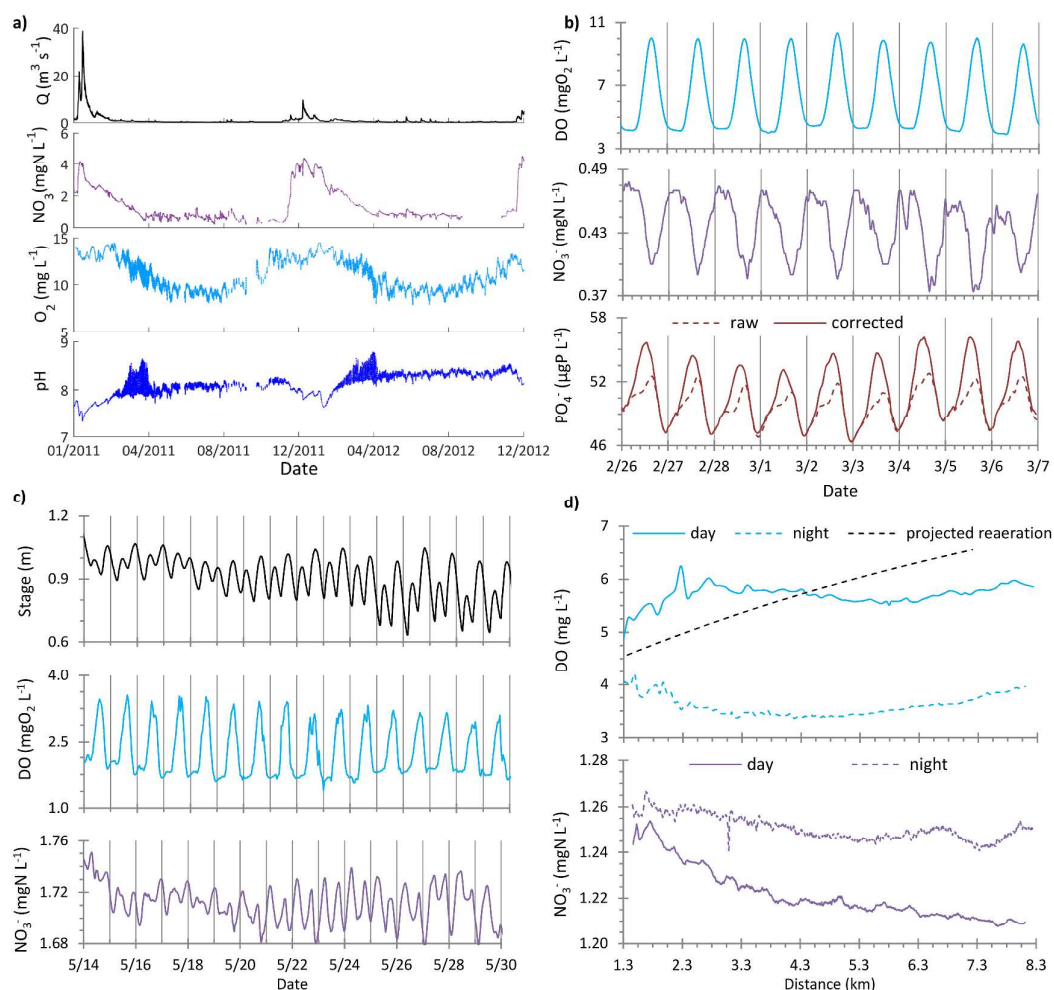 a)
40
20
0
Q (m³ s⁻¹)
6
4
2
0
NO₃(mgN L⁻¹)
15
10
5
O₂ (mg L⁻¹)
9
8
7
pH
01/2011 04/2011 08/2011 12/2011 04/2012 08/2012 12/2012
Date
b)
11
7
3
DO (mgO₂ L⁻¹)
0.49
0.43
0.37
NO₃⁻ (mgN L⁻¹)
raw corrected
58
52
46
PO₄⁻ (µgP L⁻¹)
2/26 2/27 2/28 3/1 3/2 3/3 3/4 3/5 3/6 3/7
Date
c)
1.2
0.9
0.6
Stage (m)
4.0
2.5
1.0
DO (mgO₂ L⁻¹)
1.76
1.72
1.68
NO₃⁻ (mgN L⁻¹)
5/14 5/16 5/18 5/20 5/22 5/24 5/26 5/28 5/30
Date
d)
day night projected reaeration
7
6
5
4
3
DO (mg L⁻¹)
day night
1.28
1.26
1.24
1.22
1.20
NO₃⁻ (mgN L⁻¹)
1.3 2.3 3.3 4.3 5.3 6.3 7.3 8.3
Distance (km)